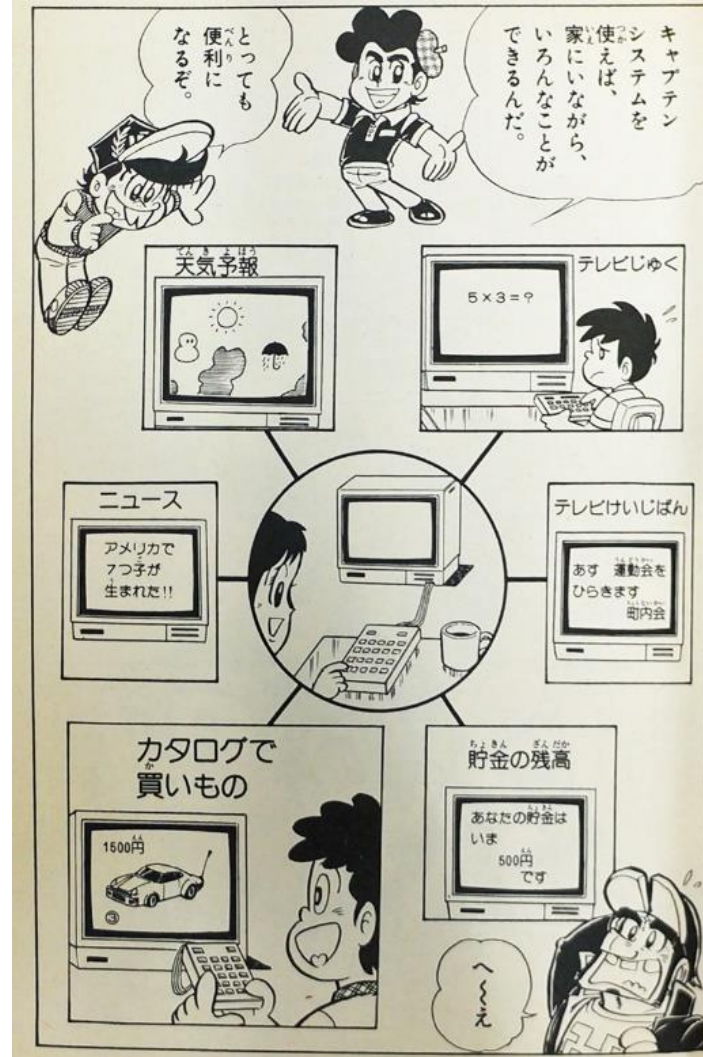 キャプテン
システムを
使えば、
家にいながら、
いろんなことが
できるんだ。
とっても
便利に
なるぞ。
天気予報
テレビじゅく
5×3=?
ニュース
アメリカで
7つ子が
生まれた!!
テレビけいじばん
あす 運動会を
ひらきます
町内会
カタログで
買いもの
1500円
③
貯金の残高
あなたの貯金は
いま
500円
です
へ〜え